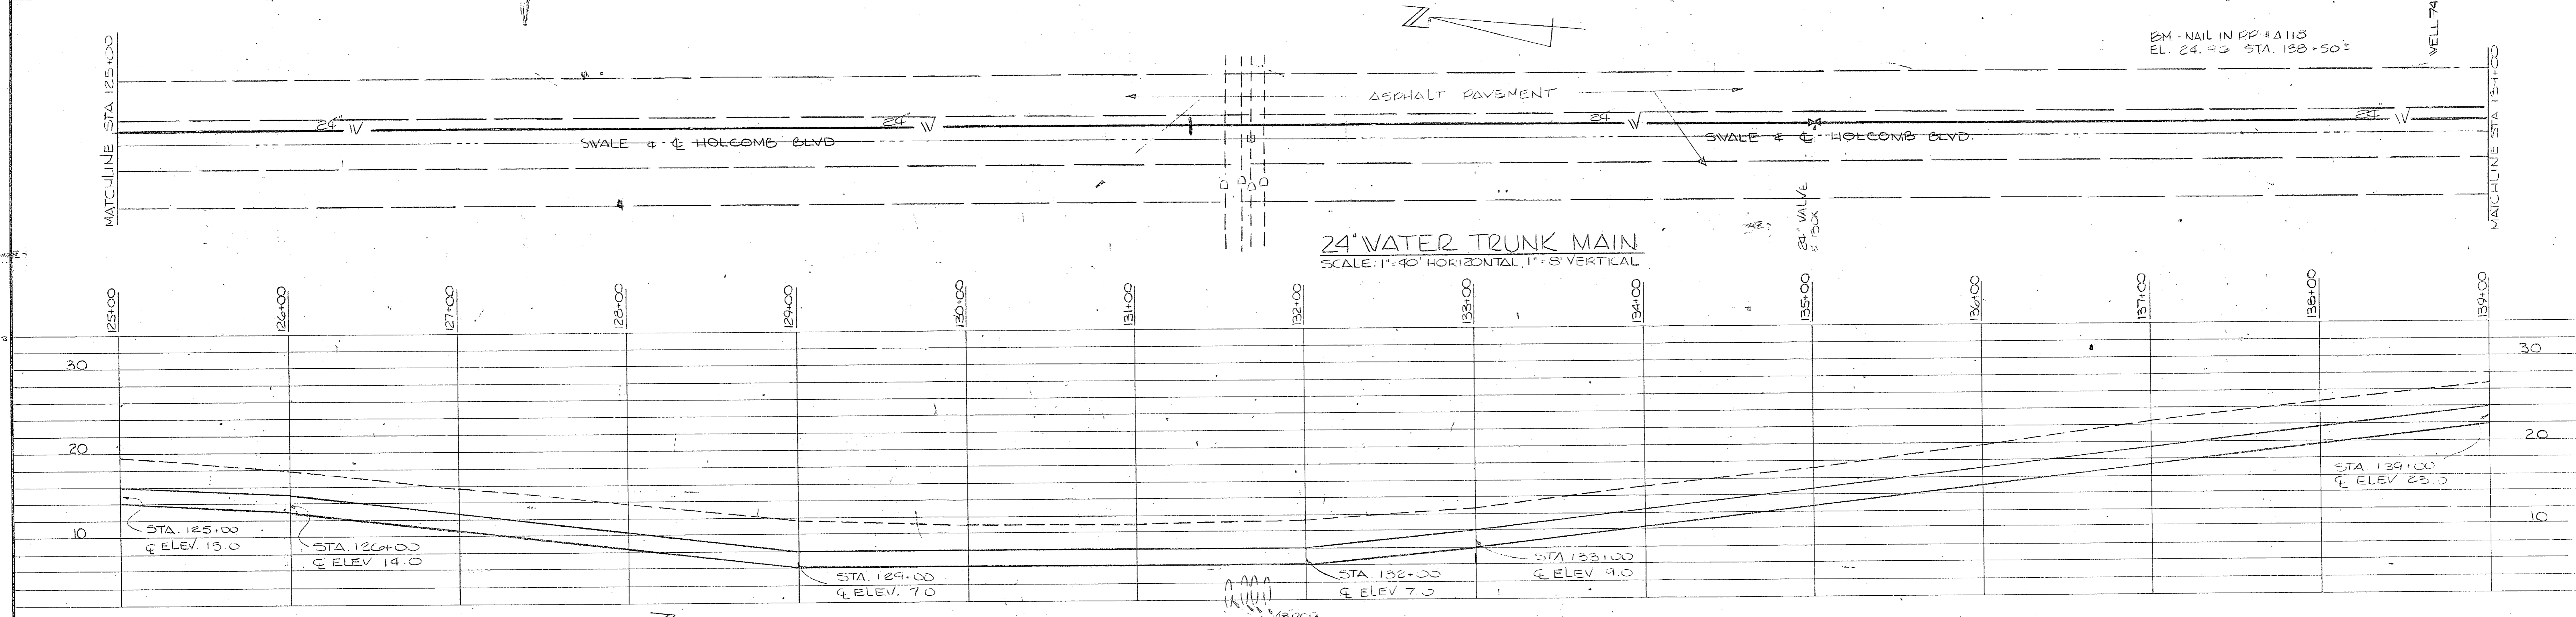 BM - NAIL IN PP # A118
EL. 24. STA. 138+50±
WELL 74
MATCHLINE STA 125+00
MATCHLINE STA 139+00
ASPHALT PAVEMENT
24" W
24" W
24" W
24" W
SWALE & ℄ HOLCOMB BLVD
SWALE & ℄ HOLCOMB BLVD.
D D D D
24" VALVE
& BOX
24" WATER TRUNK MAIN
SCALE: 1"=40' HORIZONTAL, 1"=8' VERTICAL
125+00 126+00 127+00 128+00 129+00 130+00 131+00 132+00 133+00 134+00 135+00 136+00 137+00 138+00 139+00
30 30
20 20
10 10
STA. 125+00
℄ ELEV. 15.0
STA. 126+00
℄ ELEV 14.0
STA. 129+00
℄ ELEV. 7.0
STA. 132+00
℄ ELEV 7.0
STA 133+00
℄ ELEV 9.0
STA 139+00
℄ ELEV 23.0